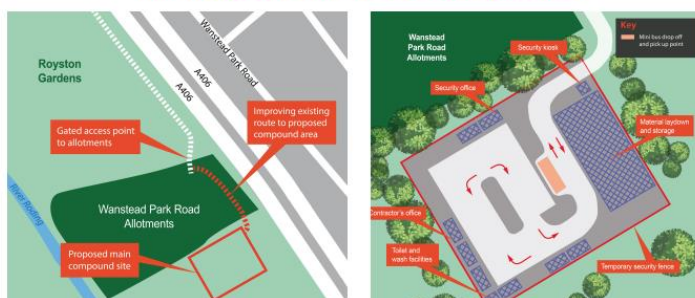 Royston
Gardens
A406
A406
Wanstead Park Road
Gated access point
to allotments
Improving existing
route to proposed
compound area
River Roding
Wanstead Park Road
Allotments
Proposed main
compound site
Wanstead
Park Road
Allotments
Key
Mini bus drop off
and pick up point
Security kiosk
Security office
Material laydown
and storage
Contractor's office
Toilet and
wash facilities
Temporary security fence